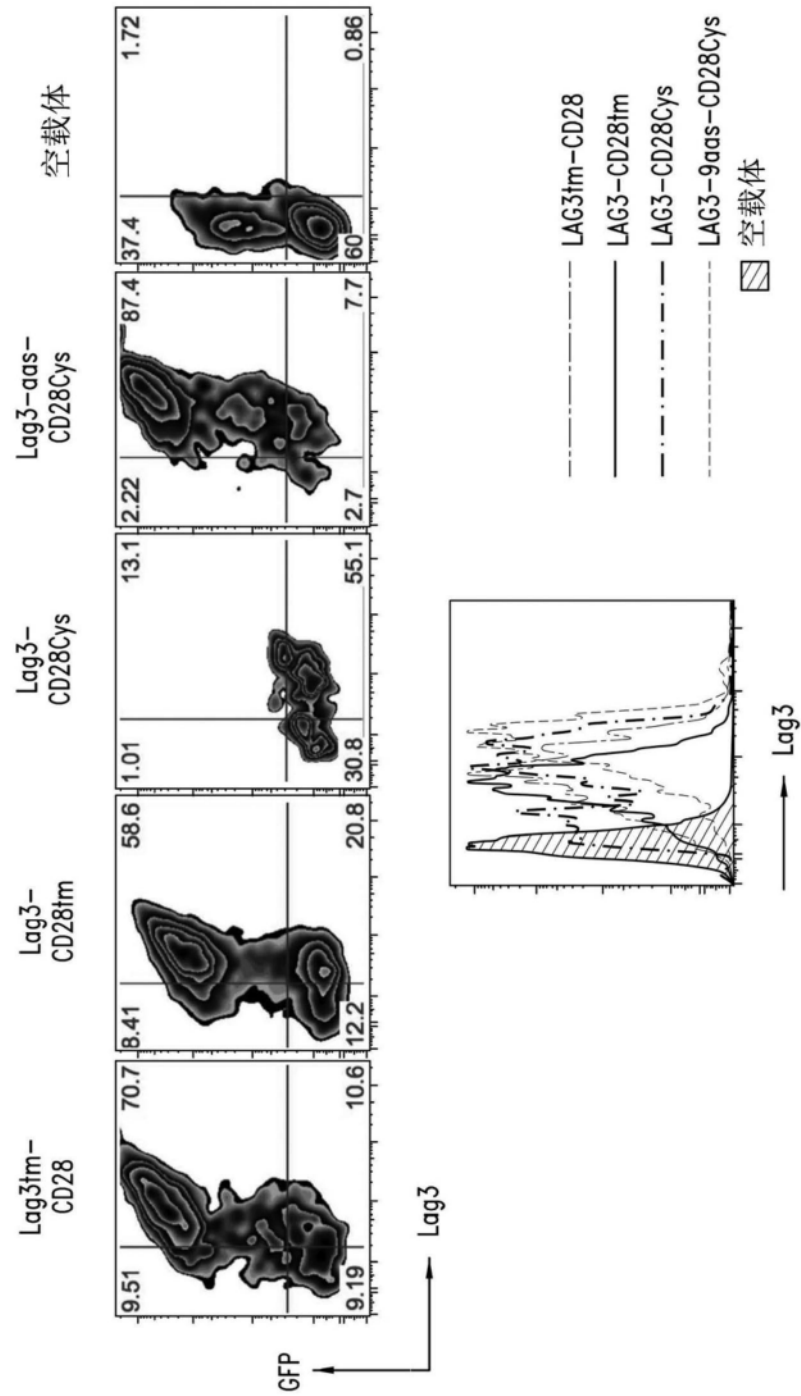 Lag3tm-
CD28
Lag3-
CD28tm
Lag3-
CD28Cys
Lag3-aas-
CD28Cys
空载体
9.51
70.7
9.19
10.6
8.41
58.6
12.2
20.8
1.01
13.1
30.8
55.1
2.22
87.4
2.7
7.7
37.4
1.72
60
0.86
GFP
Lag3
Lag3
LAG3tm-CD28
LAG3-CD28tm
LAG3-CD28Cys
LAG3-9aas-CD28Cys
空载体